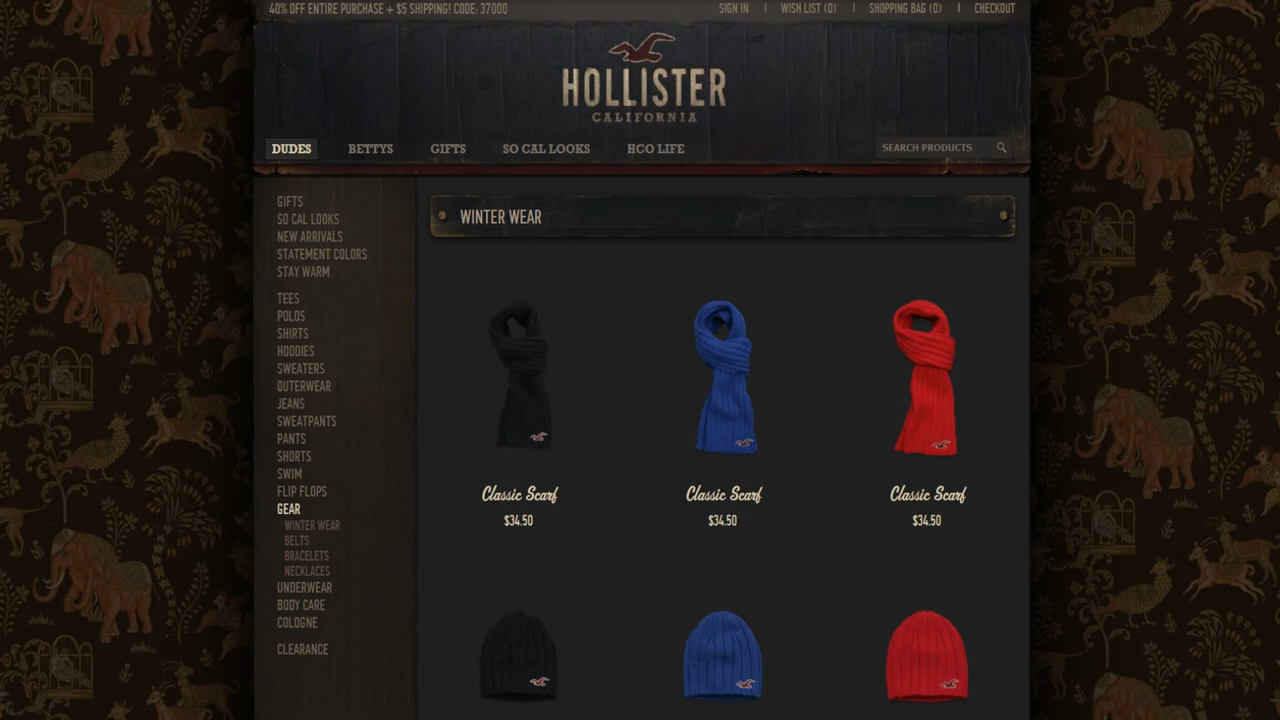 40% OFF ENTIRE PURCHASE + $5 SHIPPING! CODE: 37000
SIGN IN | WISH LIST (0) | SHOPPING BAG (0) | CHECKOUT
HOLLISTER
CALIFORNIA
DUDES BETTYS GIFTS SO CAL LOOKS HCO LIFE SEARCH PRODUCTS
GIFTS
SO CAL LOOKS
NEW ARRIVALS
STATEMENT COLORS
STAY WARM
TEES
POLOS
SHIRTS
HOODIES
SWEATERS
OUTERWEAR
JEANS
SWEATPANTS
PANTS
SHORTS
SWIM
FLIP FLOPS
GEAR
WINTER WEAR
BELTS
BRACELETS
NECKLACES
UNDERWEAR
BODY CARE
COLOGNE
CLEARANCE
WINTER WEAR
Classic Scarf Classic Scarf Classic Scarf
$34.50 $34.50 $34.50